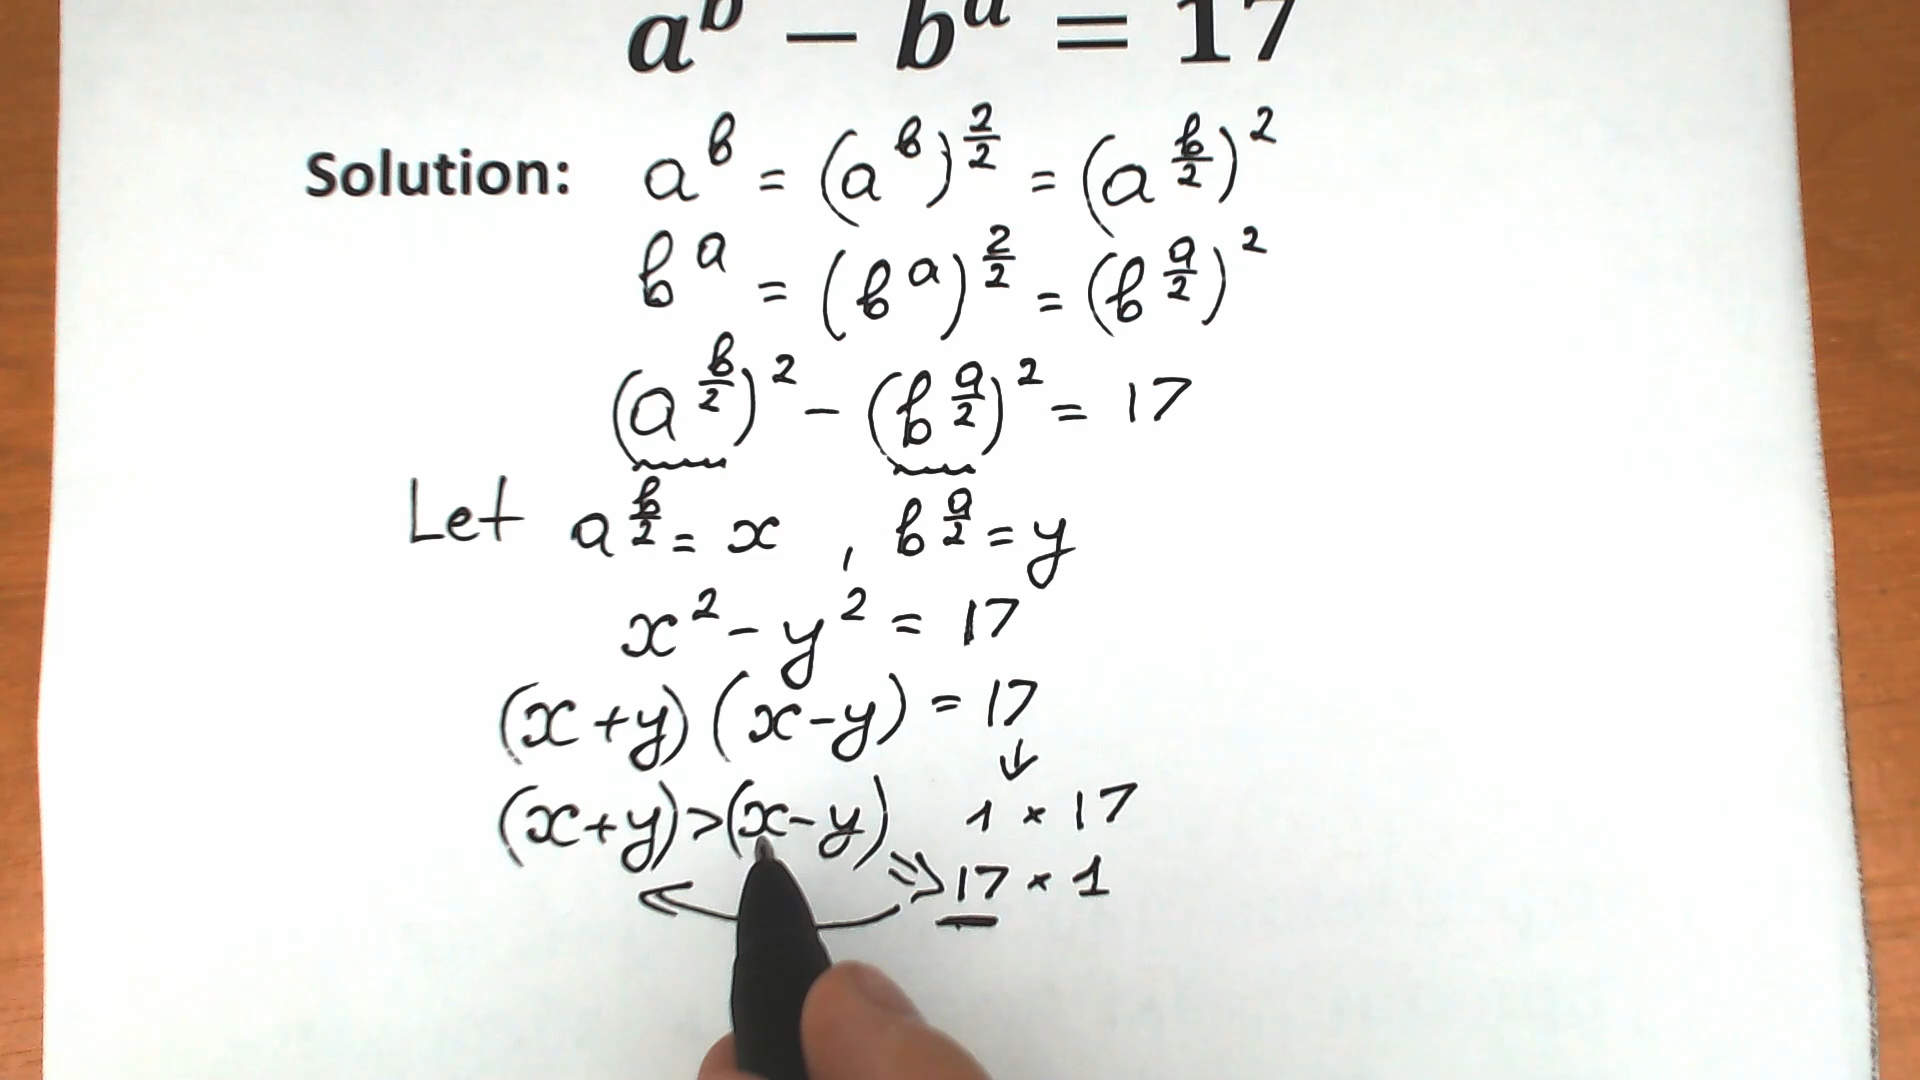 a^b − b^a = 17
Solution: a^b = (a^b)^(2/2) = (a^(b/2))^2
b^a = (b^a)^(2/2) = (b^(a/2))^2
(a^(b/2))^2 − (b^(a/2))^2 = 17
Let a^(b/2) = x , b^(a/2) = y
x^2 − y^2 = 17
(x + y) (x − y) = 17
↓
(x + y) > (x − y) 1 × 17
⇒ 17 × 1